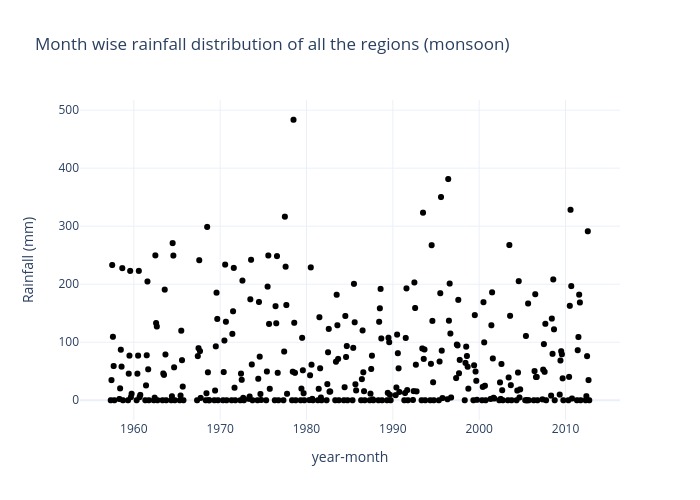 Month wise rainfall distribution of all the regions (monsoon)
500
400
300
200
100
0
Rainfall (mm)
1960 1970 1980 1990 2000 2010
year-month